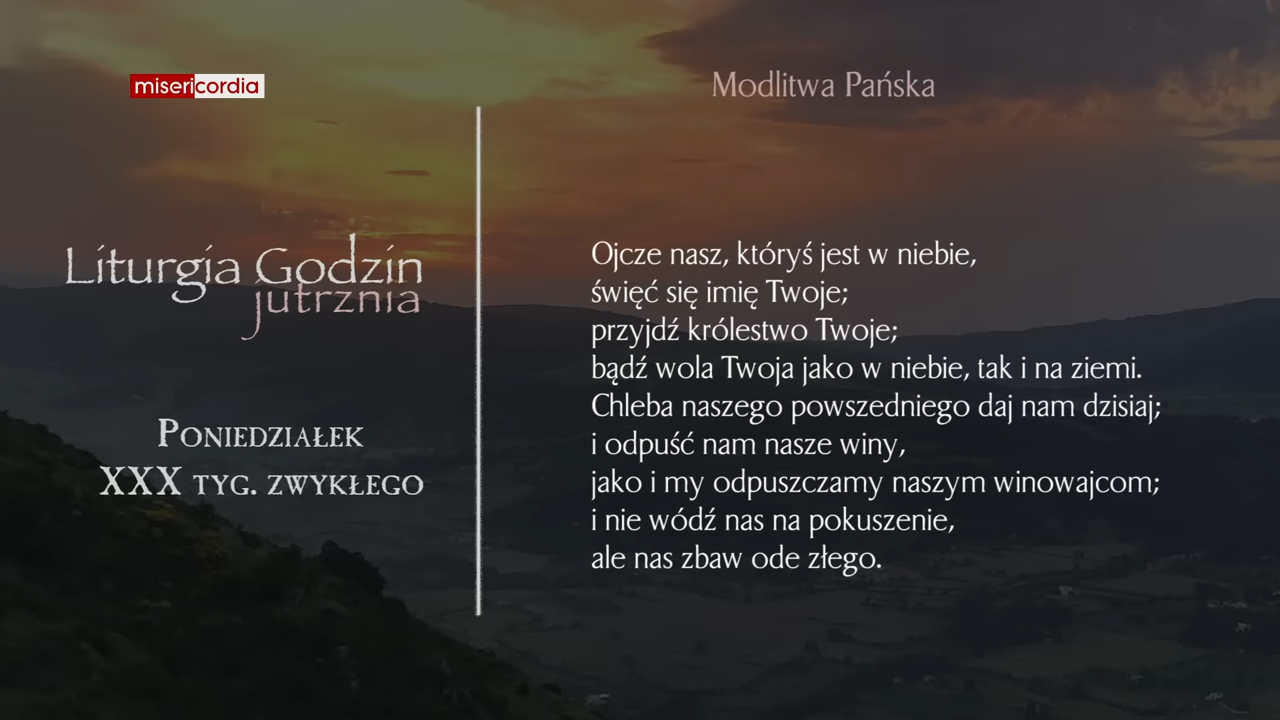 misericordia
Liturgia Godzin
jutrznia
Poniedziałek
XXX tyg. zwykłego
Modlitwa Pańska
Ojcze nasz, któryś jest w niebie,
święć się imię Twoje;
przyjdź królestwo Twoje;
bądź wola Twoja jako w niebie, tak i na ziemi.
Chleba naszego powszedniego daj nam dzisiaj;
i odpuść nam nasze winy,
jako i my odpuszczamy naszym winowajcom;
i nie wódź nas na pokuszenie,
ale nas zbaw ode złego.